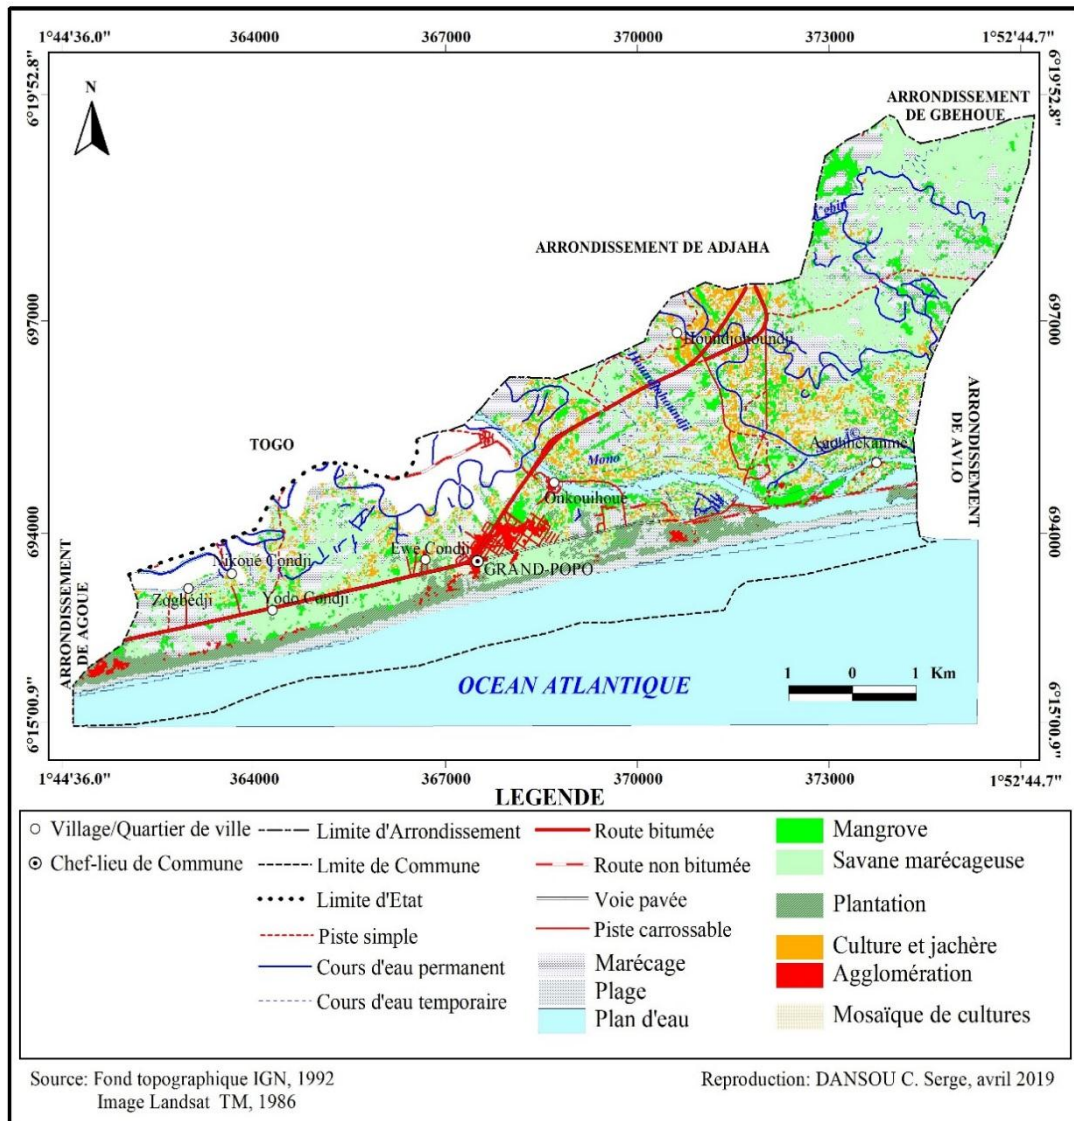 1°44'36.0" 364000 367000 370000 373000 1°52'44.7"
6°19'52.8"
6°19'52.8"
N
ARRONDISSEMENT
DE GBEHOUE
ARRONDISSEMENT DE ADJAHA
697000
697000
Houndjohoundji
TOGO
Mono
Onkouihoué
ARRONDISSEMENT
DE AVLO
694000
694000
Ewe Condji
GRAND-POPO
Nikoué Condji
Zogbédji
Yodo Condji
ARRONDISSEMENT
DE AGOUE
OCEAN ATLANTIQUE
1 0 1 Km
6°15'00.9"
6°15'00.9"
1°44'36.0" 364000 367000 370000 373000 1°52'44.7"
LEGENDE
Village/Quartier de ville
Chef-lieu de Commune
Limite d'Arrondissement
Lmite de Commune
Limite d'Etat
Piste simple
Cours d'eau permanent
Cours d'eau temporaire
Route bitumée
Route non bitumée
Voie pavée
Piste carrossable
Marécage
Plage
Plan d'eau
Mangrove
Savane marécageuse
Plantation
Culture et jachère
Agglomération
Mosaïque de cultures
Source: Fond topographique IGN, 1992
Image Landsat TM, 1986
Reproduction: DANSOU C. Serge, avril 2019